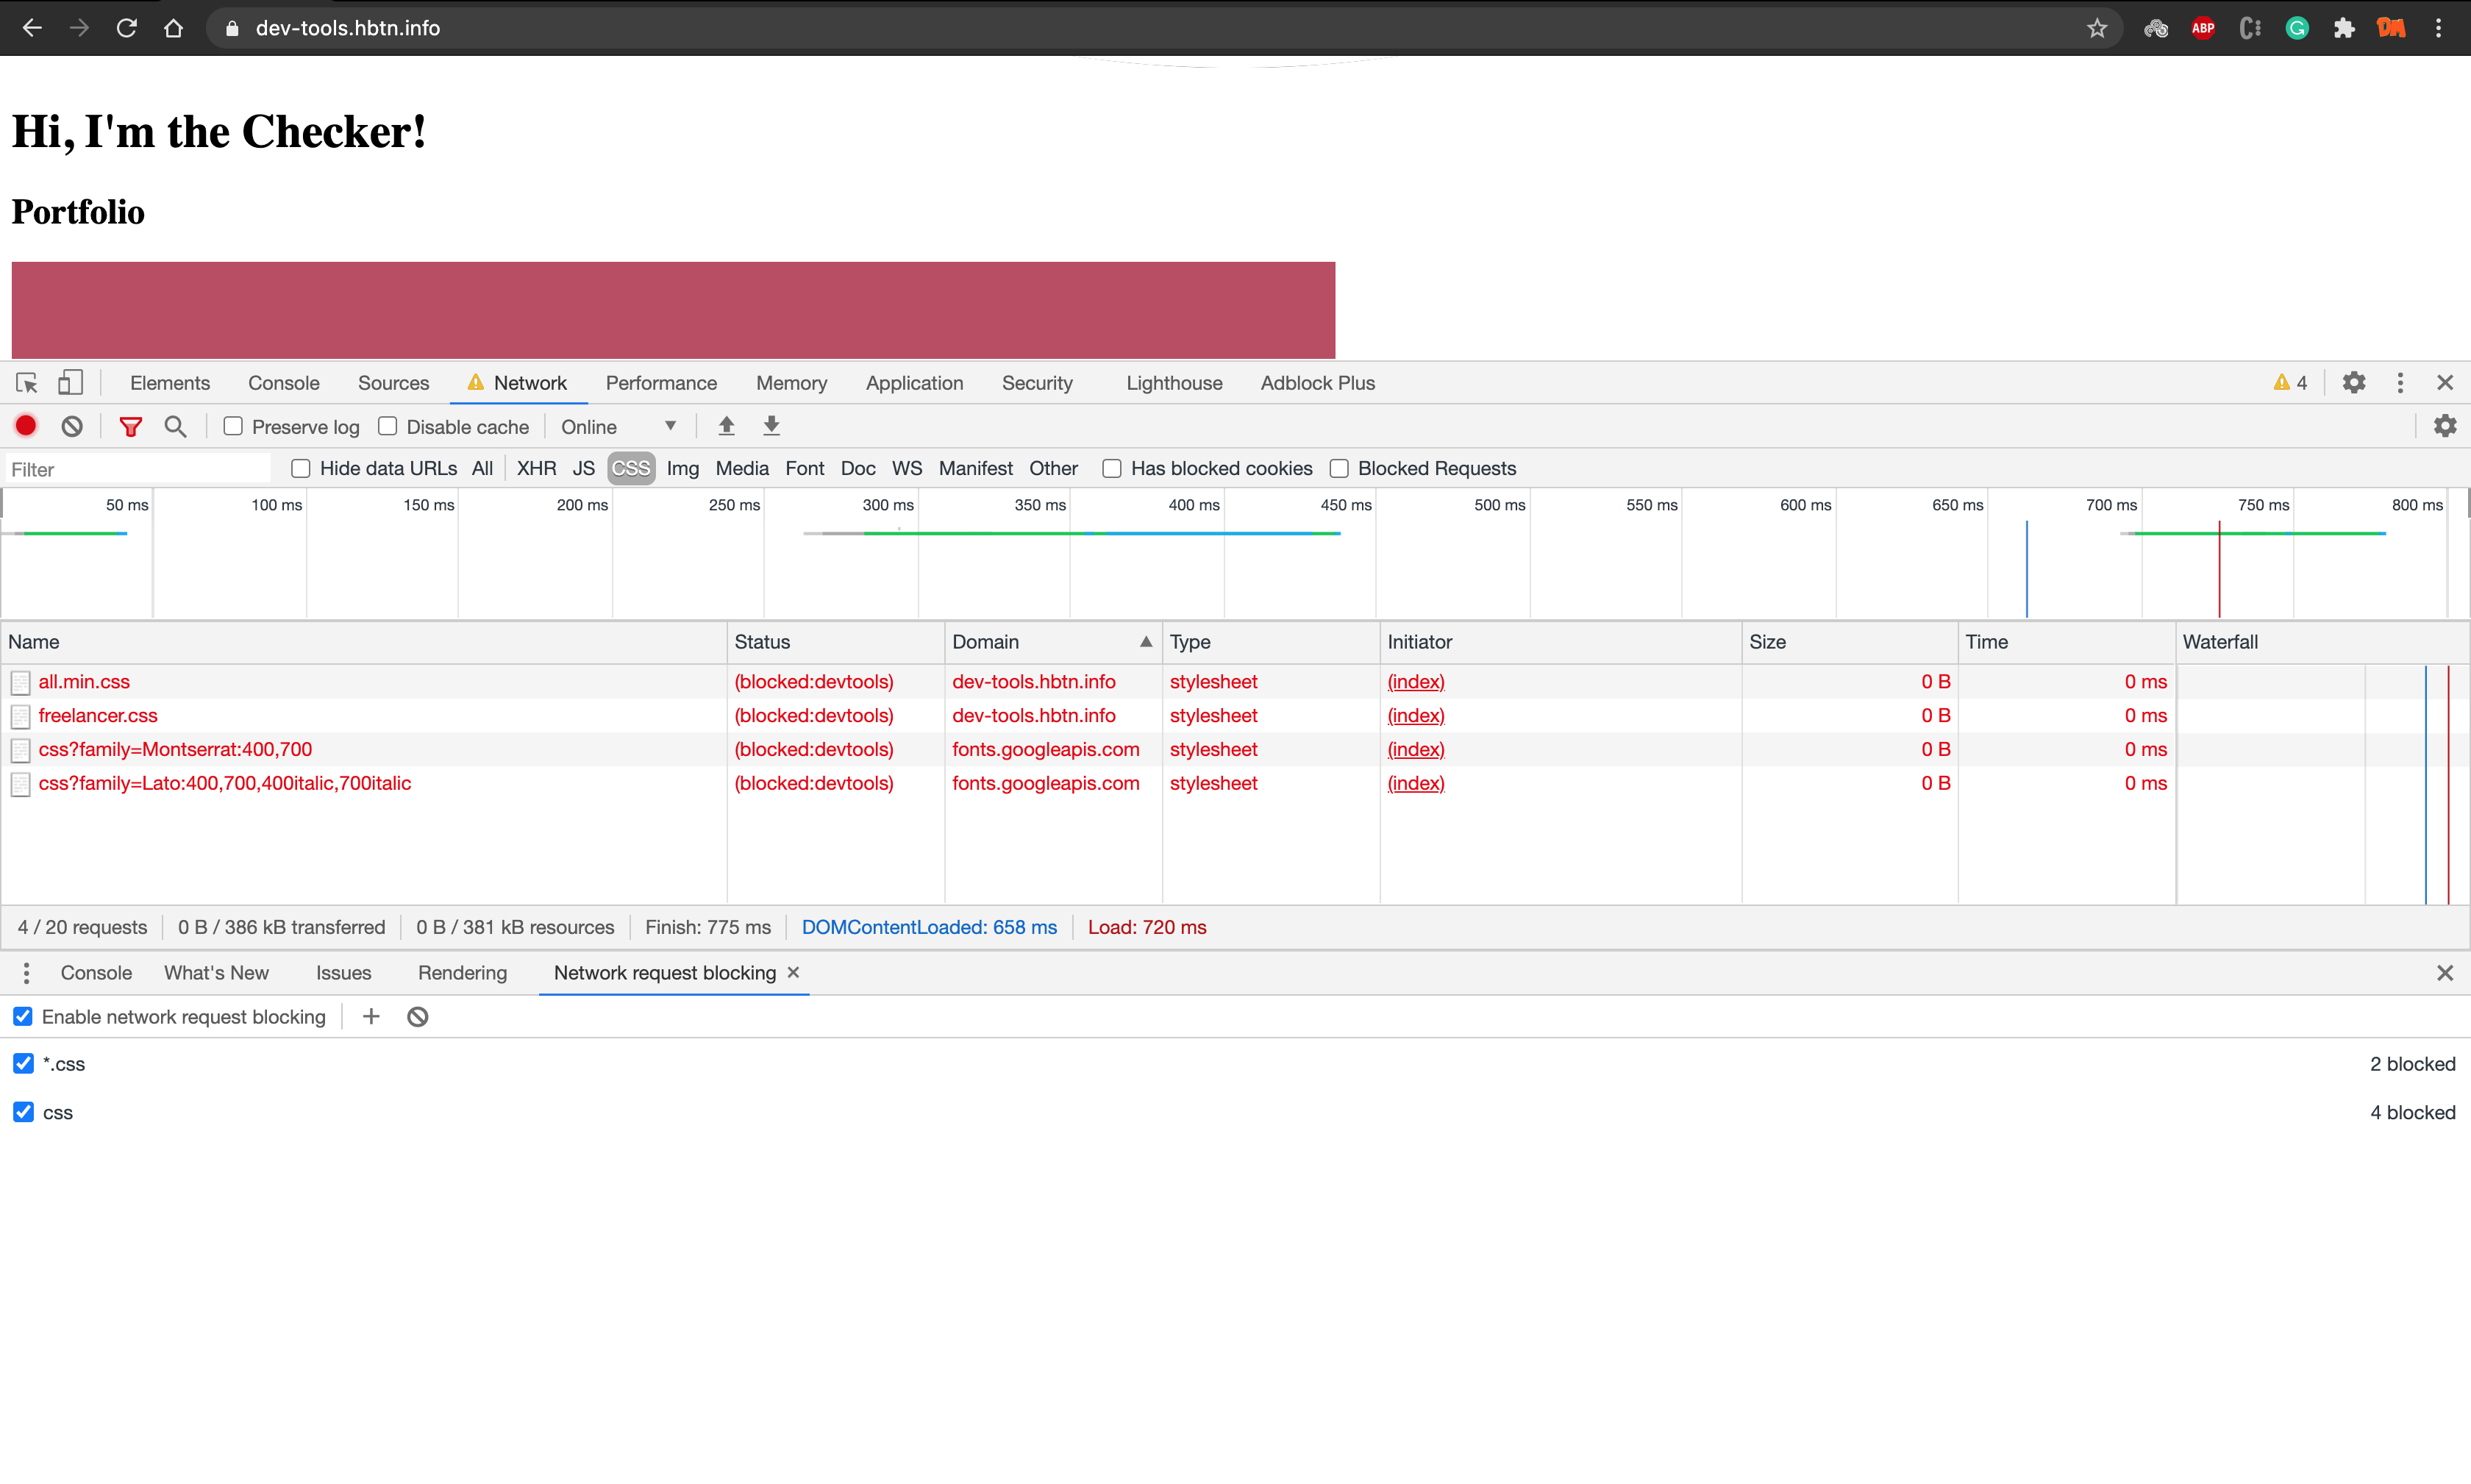 dev-tools.hbtn.info
ABP
Hi, I'm the Checker!
Portfolio
Elements Console Sources Network Performance Memory Application Security Lighthouse Adblock Plus 4
Preserve log Disable cache Online
Filter Hide data URLs All XHR JS CSS Img Media Font Doc WS Manifest Other Has blocked cookies Blocked Requests
50 ms 100 ms 150 ms 200 ms 250 ms 300 ms 350 ms 400 ms 450 ms 500 ms 550 ms 600 ms 650 ms 700 ms 750 ms 800 ms
Name Status Domain Type Initiator Size Time Waterfall
all.min.css (blocked:devtools) dev-tools.hbtn.info stylesheet (index) 0 B 0 ms
freelancer.css (blocked:devtools) dev-tools.hbtn.info stylesheet (index) 0 B 0 ms
css?family=Montserrat:400,700 (blocked:devtools) fonts.googleapis.com stylesheet (index) 0 B 0 ms
css?family=Lato:400,700,400italic,700italic (blocked:devtools) fonts.googleapis.com stylesheet (index) 0 B 0 ms
4 / 20 requests 0 B / 386 kB transferred 0 B / 381 kB resources Finish: 775 ms DOMContentLoaded: 658 ms Load: 720 ms
Console What's New Issues Rendering Network request blocking
Enable network request blocking
*.css 2 blocked
css 4 blocked